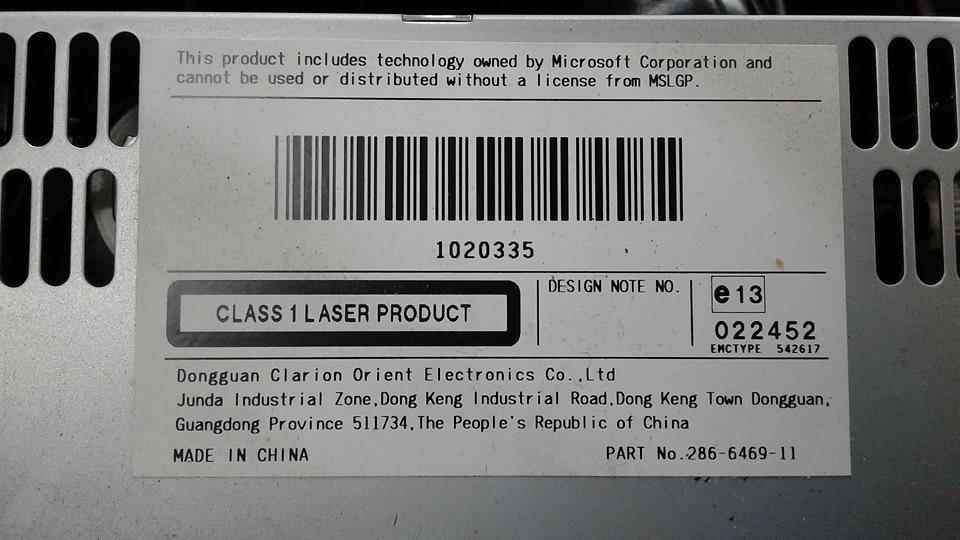 This product includes technology owned by Microsoft Corporation and
cannot be used or distributed without a license from MSLGP.
1020335
CLASS 1 LASER PRODUCT
DESIGN NOTE NO.
e13
022452
EMCTYPE 542617
Dongguan Clarion Orient Electronics Co.,Ltd
Junda Industrial Zone,Dong Keng Industrial Road,Dong Keng Town Dongguan,
Guangdong Province 511734,The People's Republic of China
MADE IN CHINA
PART No.286-6469-11